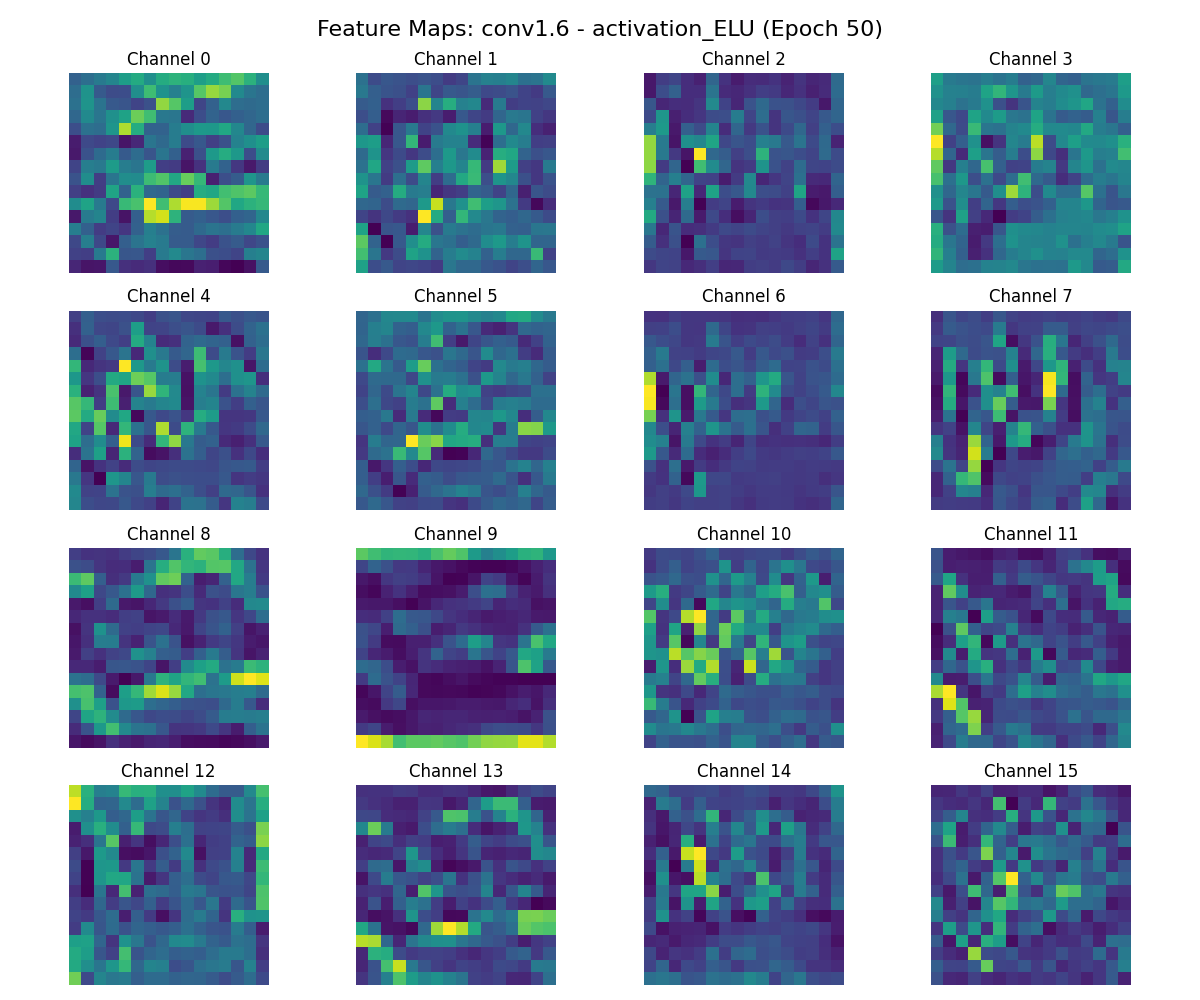 Feature Maps: conv1.6 - activation_ELU (Epoch 50)
Channel 0
Channel 1
Channel 2
Channel 3
Channel 4
Channel 5
Channel 6
Channel 7
Channel 8
Channel 9
Channel 10
Channel 11
Channel 12
Channel 13
Channel 14
Channel 15